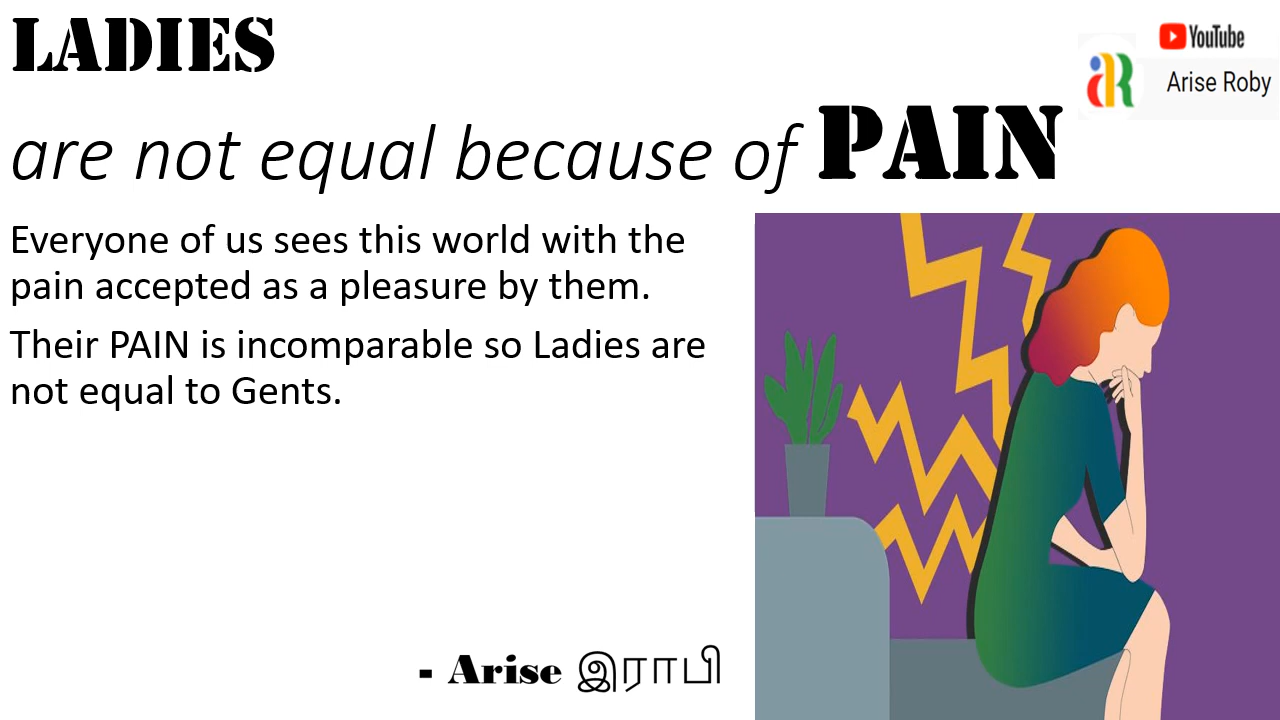 LADIES
YouTube
Arise Roby
are not equal because of PAIN
Everyone of us sees this world with the
pain accepted as a pleasure by them.
Their PAIN is incomparable so Ladies are
not equal to Gents.
- Arise இராபி